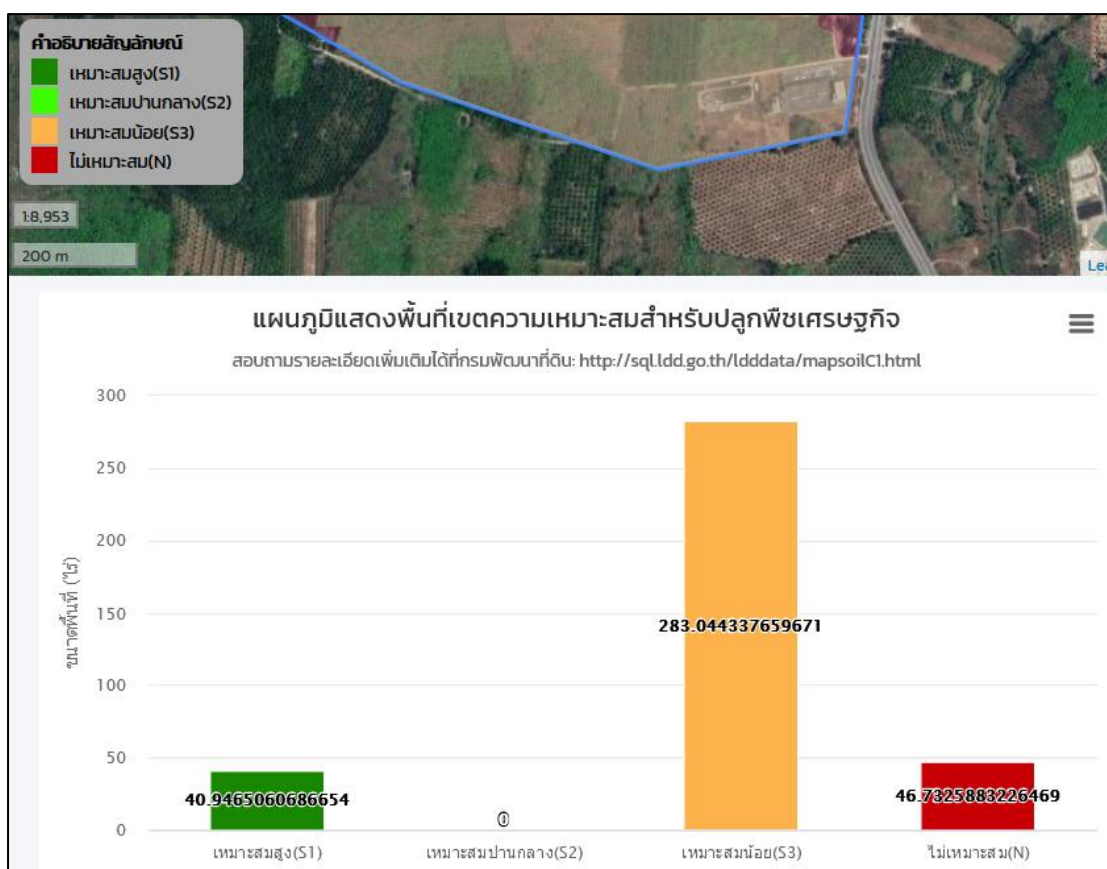 คำอธิบายสัญลักษณ์
เหมาะสมสูง(S1)
เหมาะสมปานกลาง(S2)
เหมาะสมน้อย(S3)
ไม่เหมาะสม(N)
1:8,953
200 m
Lea
แผนภูมิแสดงพื้นที่เขตความเหมาะสมสำหรับปลูกพืชเศรษฐกิจ
สอบถามรายละเอียดเพิ่มเติมได้ที่กรมพัฒนาที่ดิน: http://sql.ldd.go.th/ldddata/mapsoilC1.html
ขนาดพื้นที่ (ไร่)
300
250
200
150
100
50
0
40.9465060686654
0
283.044337659671
46.7325883226469
เหมาะสมสูง(S1)
เหมาะสมปานกลาง(S2)
เหมาะสมน้อย(S3)
ไม่เหมาะสม(N)